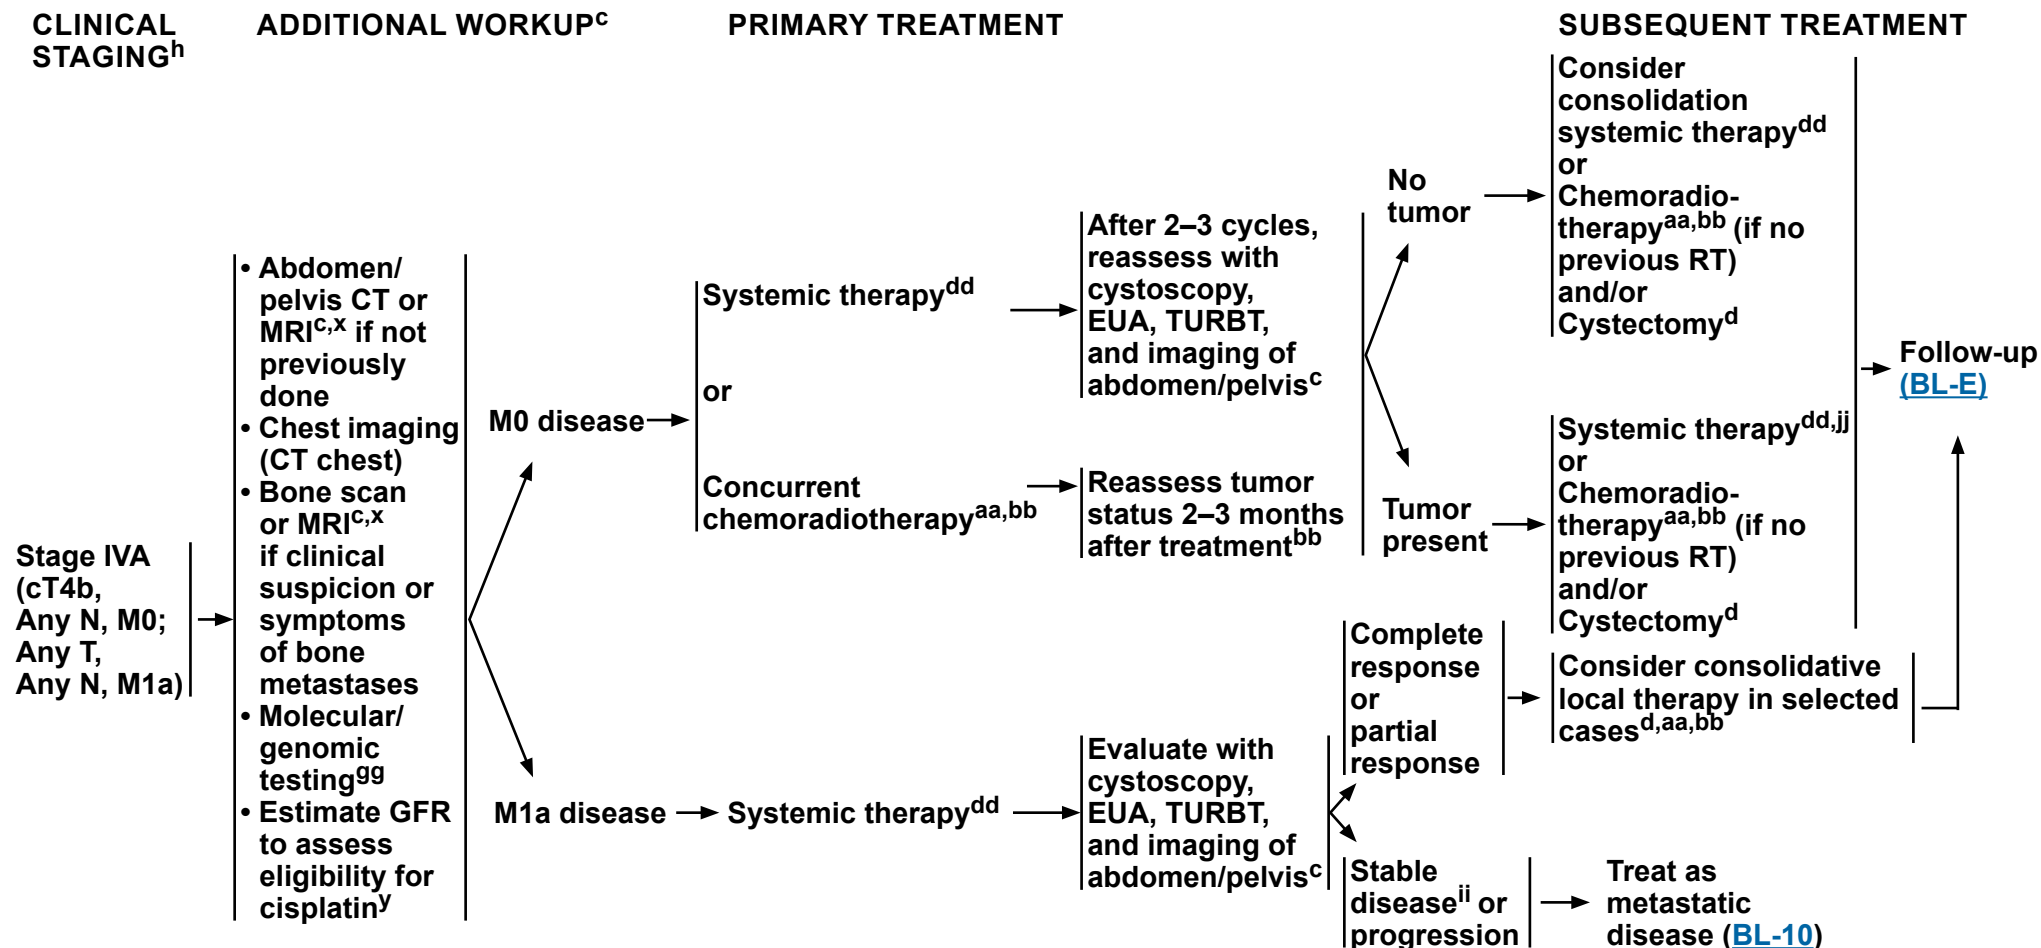 CLINICAL
STAGINGh
ADDITIONAL WORKUPc
PRIMARY TREATMENT
SUBSEQUENT TREATMENT
Stage IVA
(cT4b,
Any N, M0;
Any T,
Any N, M1a)
• Abdomen/
pelvis CT or
MRIc,x if not
previously
done
• Chest imaging
(CT chest)
• Bone scan
or MRIc,x
if clinical
suspicion or
symptoms
of bone
metastases
• Molecular/
genomic
testinggg
• Estimate GFR
to assess
eligibility for
cisplatiny
M0 disease
Systemic therapydd
or
Concurrent
chemoradiotherapyaa,bb
After 2–3 cycles,
reassess with
cystoscopy,
EUA, TURBT,
and imaging of
abdomen/pelvisc
Reassess tumor
status 2–3 months
after treatmentbb
No
tumor
Consider
consolidation
systemic therapydd
or
Chemoradio-
therapyaa,bb (if no
previous RT)
and/or
Cystectomyd
Tumor
present
Systemic therapydd,jj
or
Chemoradio-
therapyaa,bb (if no
previous RT)
and/or
Cystectomyd
Follow-up
(BL-E)
M1a disease
Systemic therapydd
Evaluate with
cystoscopy,
EUA, TURBT,
and imaging of
abdomen/pelvisc
Complete
response
or
partial
response
Consider consolidative
local therapy in selected
casesd,aa,bb
Stable
diseaseii or
progression
Treat as
metastatic
disease (BL-10)